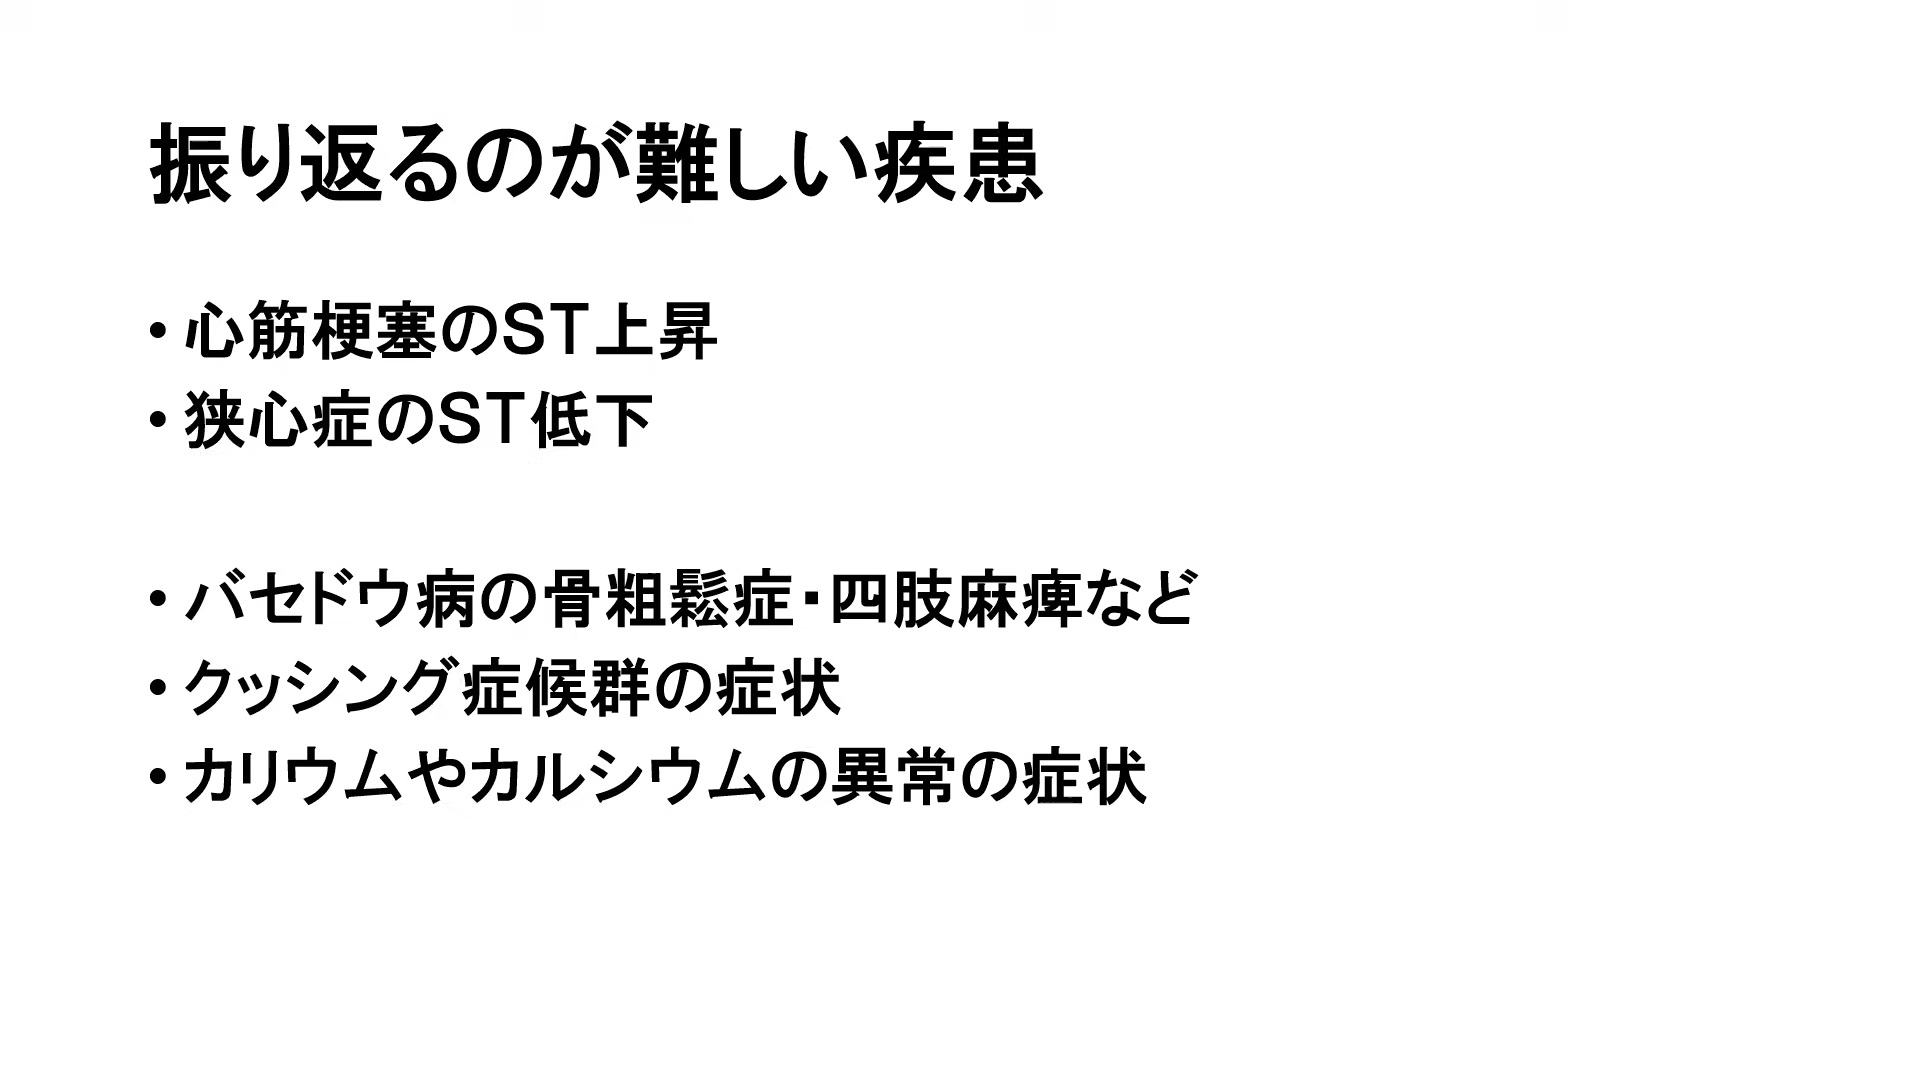 振り返るのが難しい疾患
• 心筋梗塞のＳＴ上昇
• 狭心症のＳＴ低下
• バセドウ病の骨粗鬆症・四肢麻痺など
• クッシング症候群の症状
• カリウムやカルシウムの異常の症状